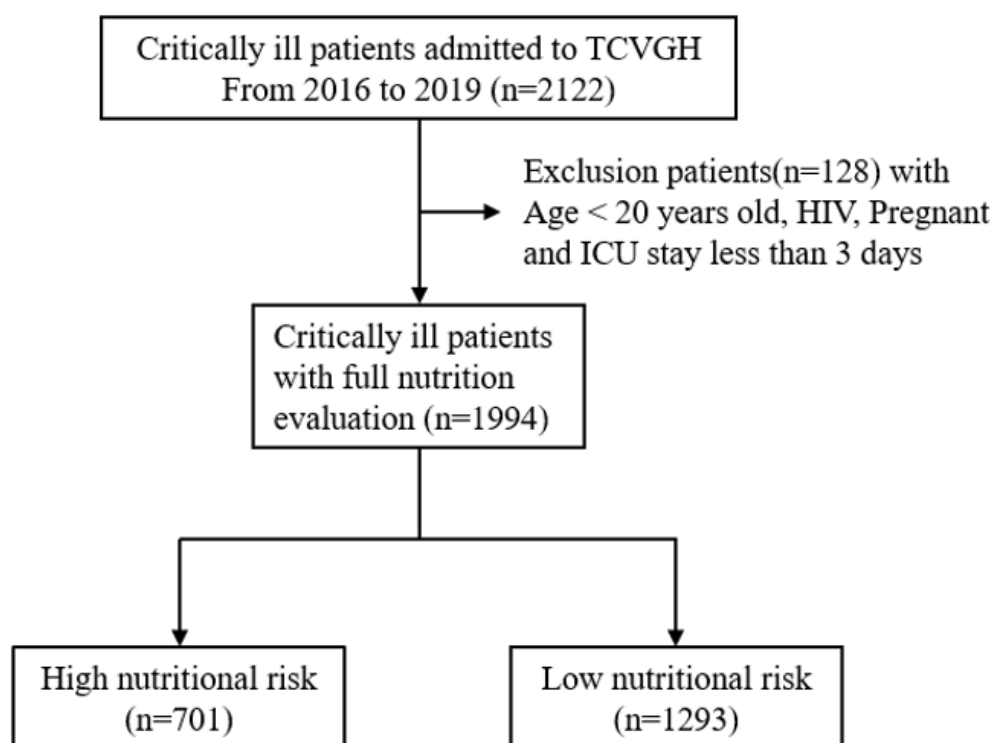 Critically ill patients admitted to TCVGH
From 2016 to 2019 (n=2122)
Exclusion patients(n=128) with
Age < 20 years old, HIV, Pregnant
and ICU stay less than 3 days
Critically ill patients
with full nutrition
evaluation (n=1994)
High nutritional risk
(n=701)
Low nutritional risk
(n=1293)